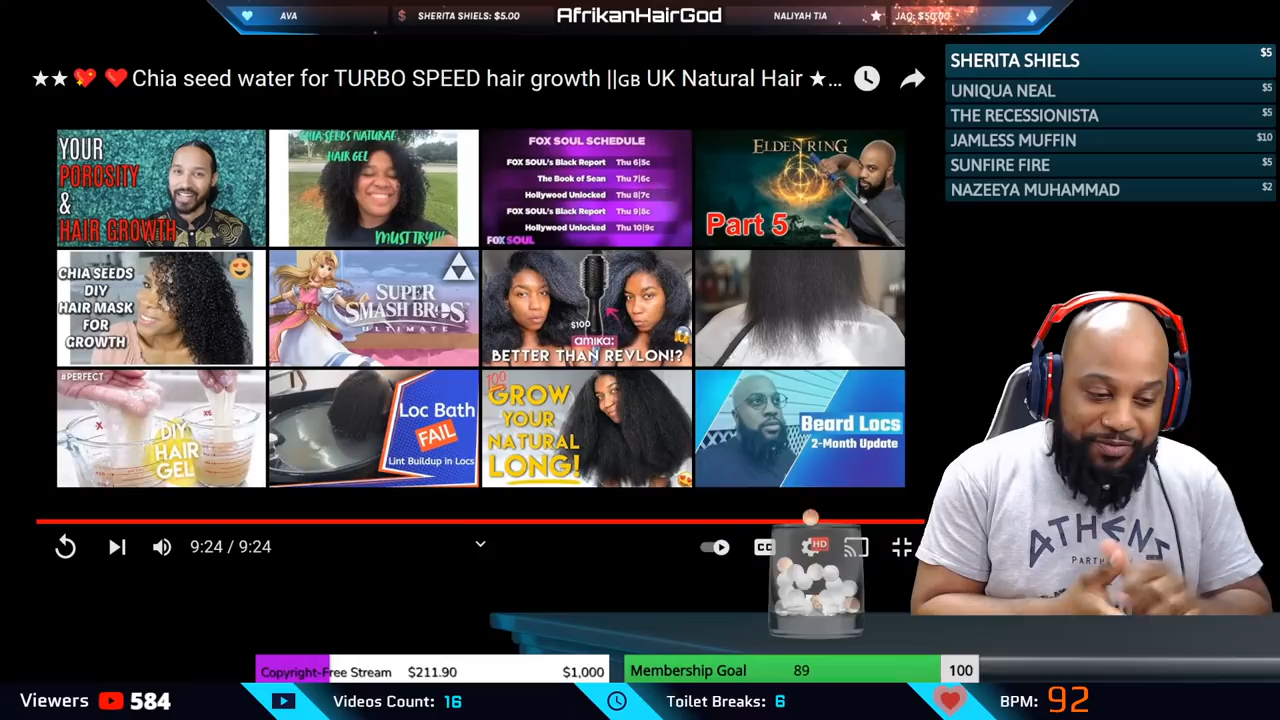 AVA
$ SHERITA SHIELS: $5.00
AfrikanHairGod
NALIYAH TIA
JAQ: $50.00
★★💖 ❤️Chia seed water for TURBO SPEED hair growth ||GB UK Natural Hair ★...
SHERITA SHIELS $5
UNIQUA NEAL $5
THE RECESSIONISTA $5
JAMLESS MUFFIN $10
SUNFIRE FIRE $5
NAZEEYA MUHAMMAD $2
YOUR
POROSITY
&
HAIR GROWTH
CHIA SEEDS NATURAL
HAIR GEL
MUST TRY!!!
FOX SOUL SCHEDULE
FOX SOUL's Black Report Thu 6|5c
The Book of Sean Thu 7|6c
Hollywood Unlocked Thu 8|7c
FOX SOUL's Black Report Thu 9|8c
Hollywood Unlocked Thu 10|9c
FOX SOUL
ELDEN RING
Part 5
CHIA SEEDS
DIY
HAIR MASK
FOR
GROWTH
SUPER
SMASH BROS.
ULTIMATE
$100
amika:
BETTER THAN REVLON!?
#PERFECT
DIY
HAIR
GEL
Loc Bath
FAIL
Lint Buildup in Locs
100
GROW
YOUR
NATURAL
LONG!
Beard Locs
2-Month Update
9:24 / 9:24
CC
HD
ATHENS
Copyright-Free Stream $211.90 $1,000
Membership Goal 89 100
Viewers 584
Videos Count: 16
Toilet Breaks: 6
BPM: 92